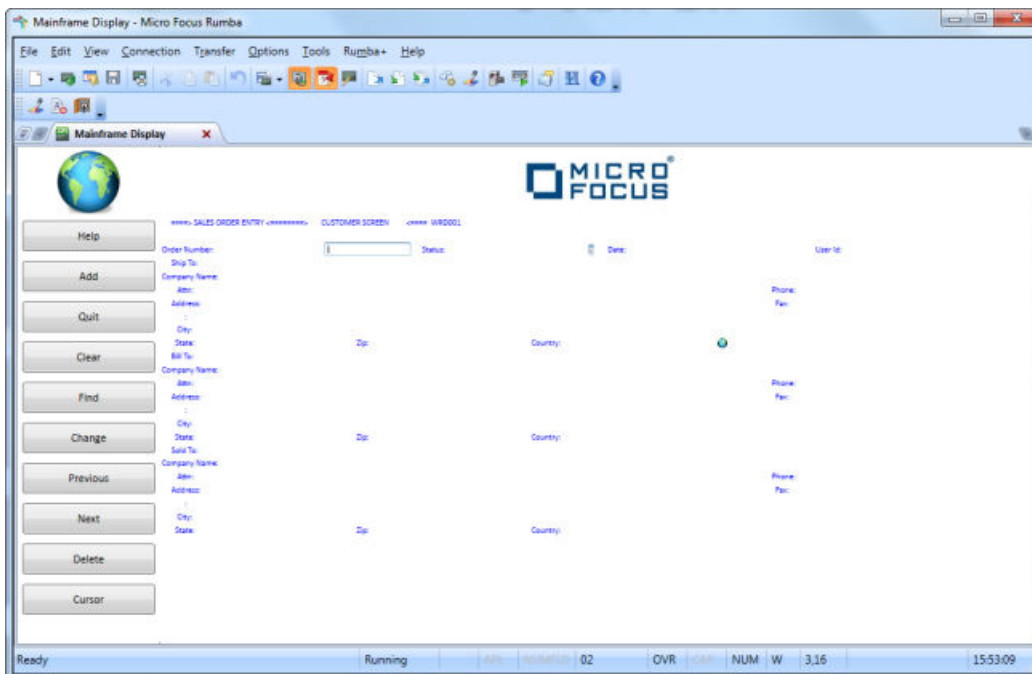 Mainframe Display - Micro Focus Rumba
File Edit View Connection Transfer Options Tools Rumba+ Help
Mainframe Display
MICRO
FOCUS
Help
Add
Quit
Clear
Find
Change
Previous
Next
Delete
Cursor
====> SALES ORDER ENTRY <========> CUSTOMER SCREEN <==== WRD001
Order Number: Status: Date: User Id:
Ship To:
Company Name:
Attn: Phone:
Address: Fax:
:
City:
State: Zip: Country:
Bill To:
Company Name:
Attn: Phone:
Address: Fax:
:
City:
State: Zip: Country:
Sold To:
Company Name:
Attn: Phone:
Address: Fax:
:
City:
State: Zip: Country:
Ready Running APL 02 OVR CAP NUM W 3,16 15:53:09